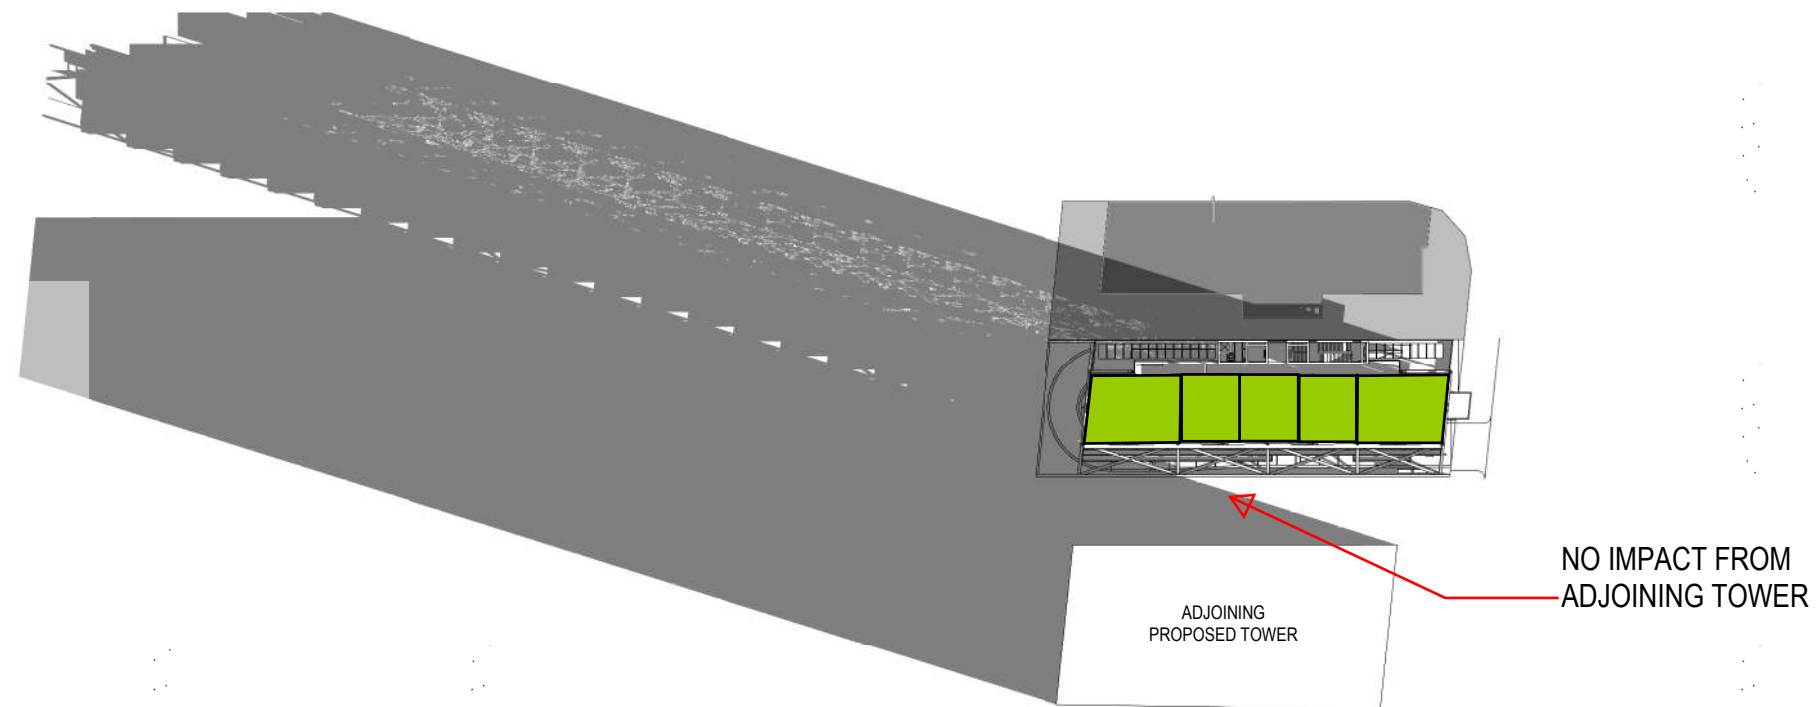 NO IMPACT FROM
ADJOINING TOWER
ADJOINING
PROPOSED TOWER